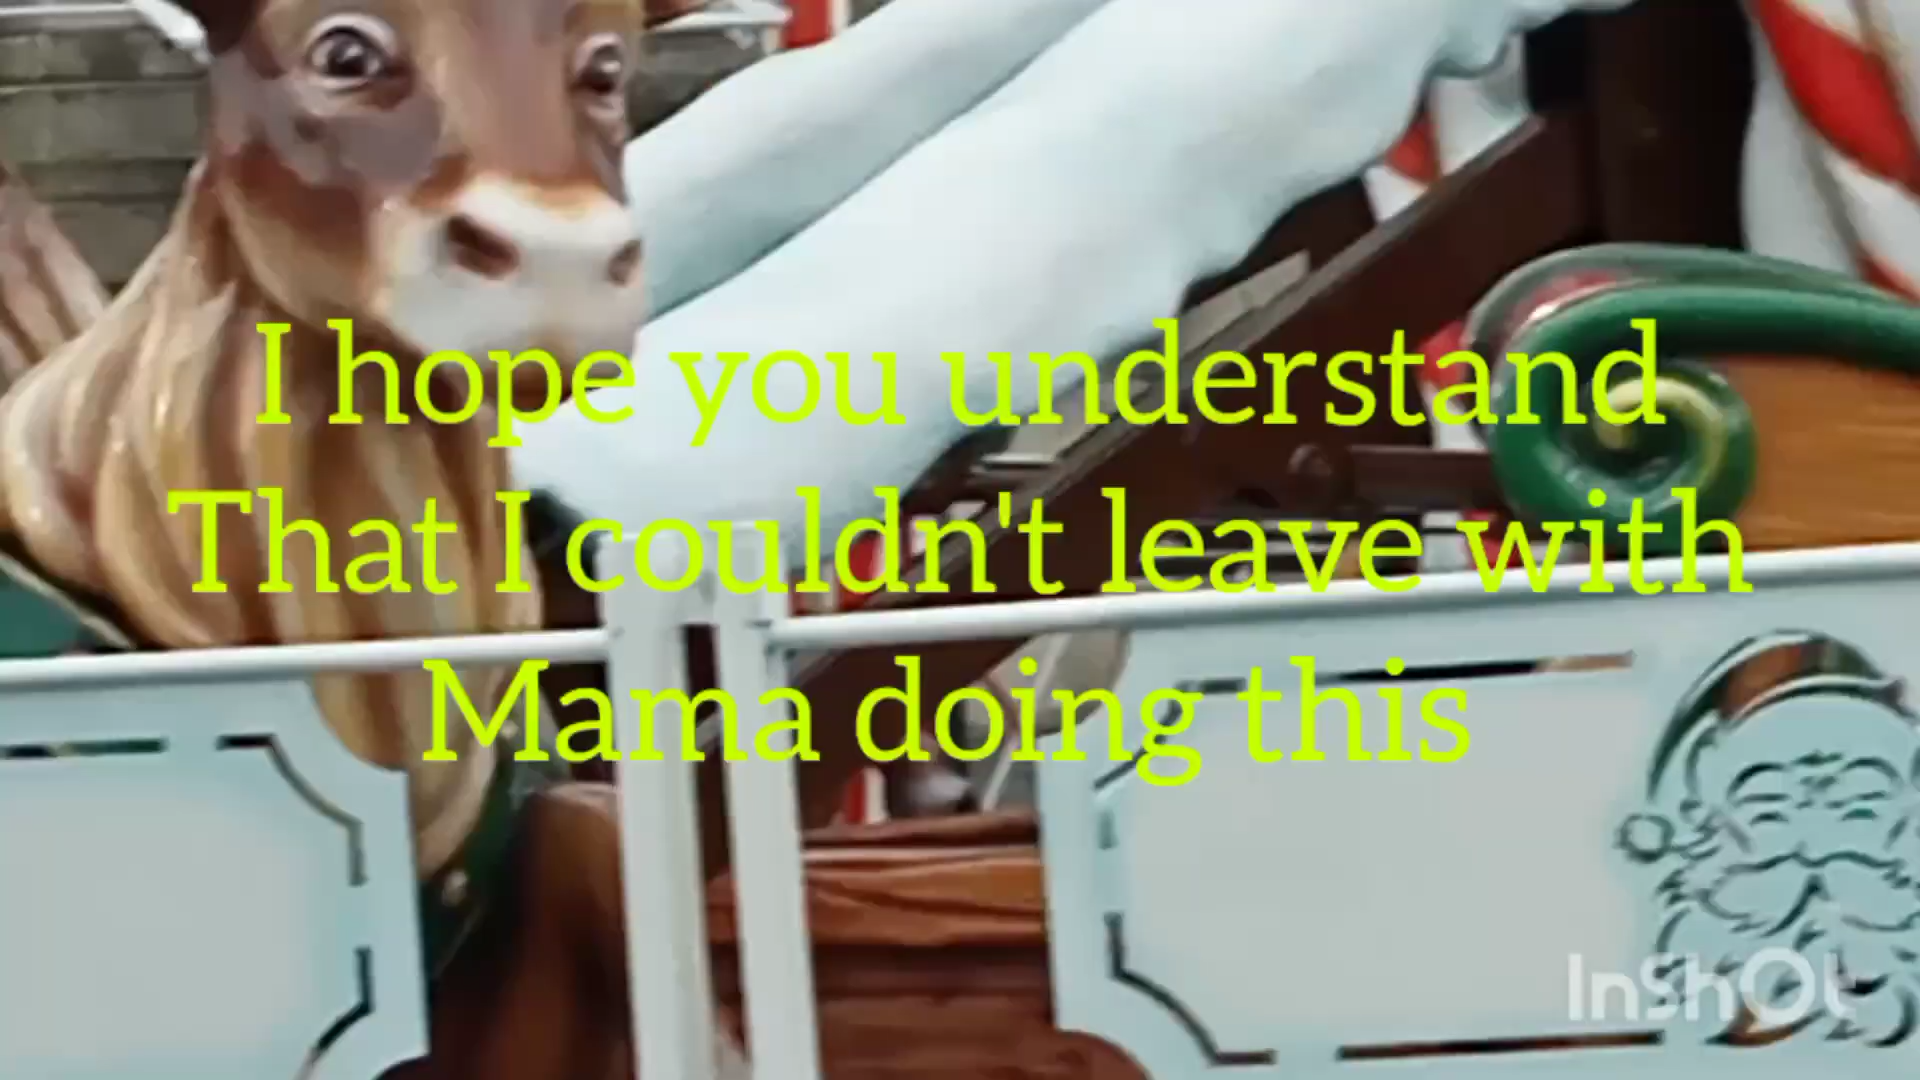 I hope you understand
That I couldn't leave with
Mama doing this
InShOt